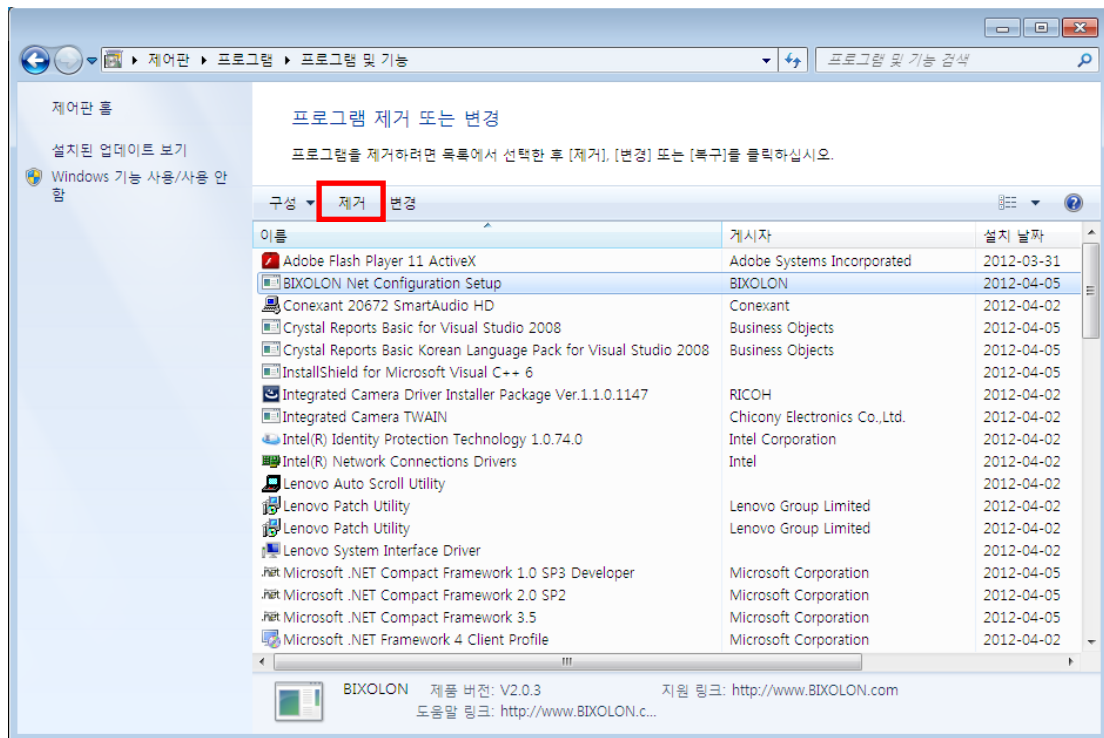 제어판 ▸ 프로그램 ▸ 프로그램 및 기능
프로그램 및 기능 검색
제어판 홈
설치된 업데이트 보기
Windows 기능 사용/사용 안
함
프로그램 제거 또는 변경
프로그램을 제거하려면 목록에서 선택한 후 [제거], [변경] 또는 [복구]를 클릭하십시오.
구성 제거 변경
이름 게시자 설치 날짜
Adobe Flash Player 11 ActiveX Adobe Systems Incorporated 2012-03-31
BIXOLON Net Configuration Setup BIXOLON 2012-04-05
Conexant 20672 SmartAudio HD Conexant 2012-04-02
Crystal Reports Basic for Visual Studio 2008 Business Objects 2012-04-05
Crystal Reports Basic Korean Language Pack for Visual Studio 2008 Business Objects 2012-04-05
InstallShield for Microsoft Visual C++ 6 2012-04-05
Integrated Camera Driver Installer Package Ver.1.1.0.1147 RICOH 2012-04-02
Integrated Camera TWAIN Chicony Electronics Co.,Ltd. 2012-04-02
Intel(R) Identity Protection Technology 1.0.74.0 Intel Corporation 2012-04-02
Intel(R) Network Connections Drivers Intel 2012-04-02
Lenovo Auto Scroll Utility 2012-04-02
Lenovo Patch Utility Lenovo Group Limited 2012-04-02
Lenovo Patch Utility Lenovo Group Limited 2012-04-02
Lenovo System Interface Driver 2012-04-02
Microsoft .NET Compact Framework 1.0 SP3 Developer Microsoft Corporation 2012-04-05
Microsoft .NET Compact Framework 2.0 SP2 Microsoft Corporation 2012-04-05
Microsoft .NET Compact Framework 3.5 Microsoft Corporation 2012-04-05
Microsoft .NET Framework 4 Client Profile Microsoft Corporation 2012-04-02
BIXOLON 제품 버전: V2.0.3 지원 링크: http://www.BIXOLON.com
도움말 링크: http://www.BIXOLON.c...